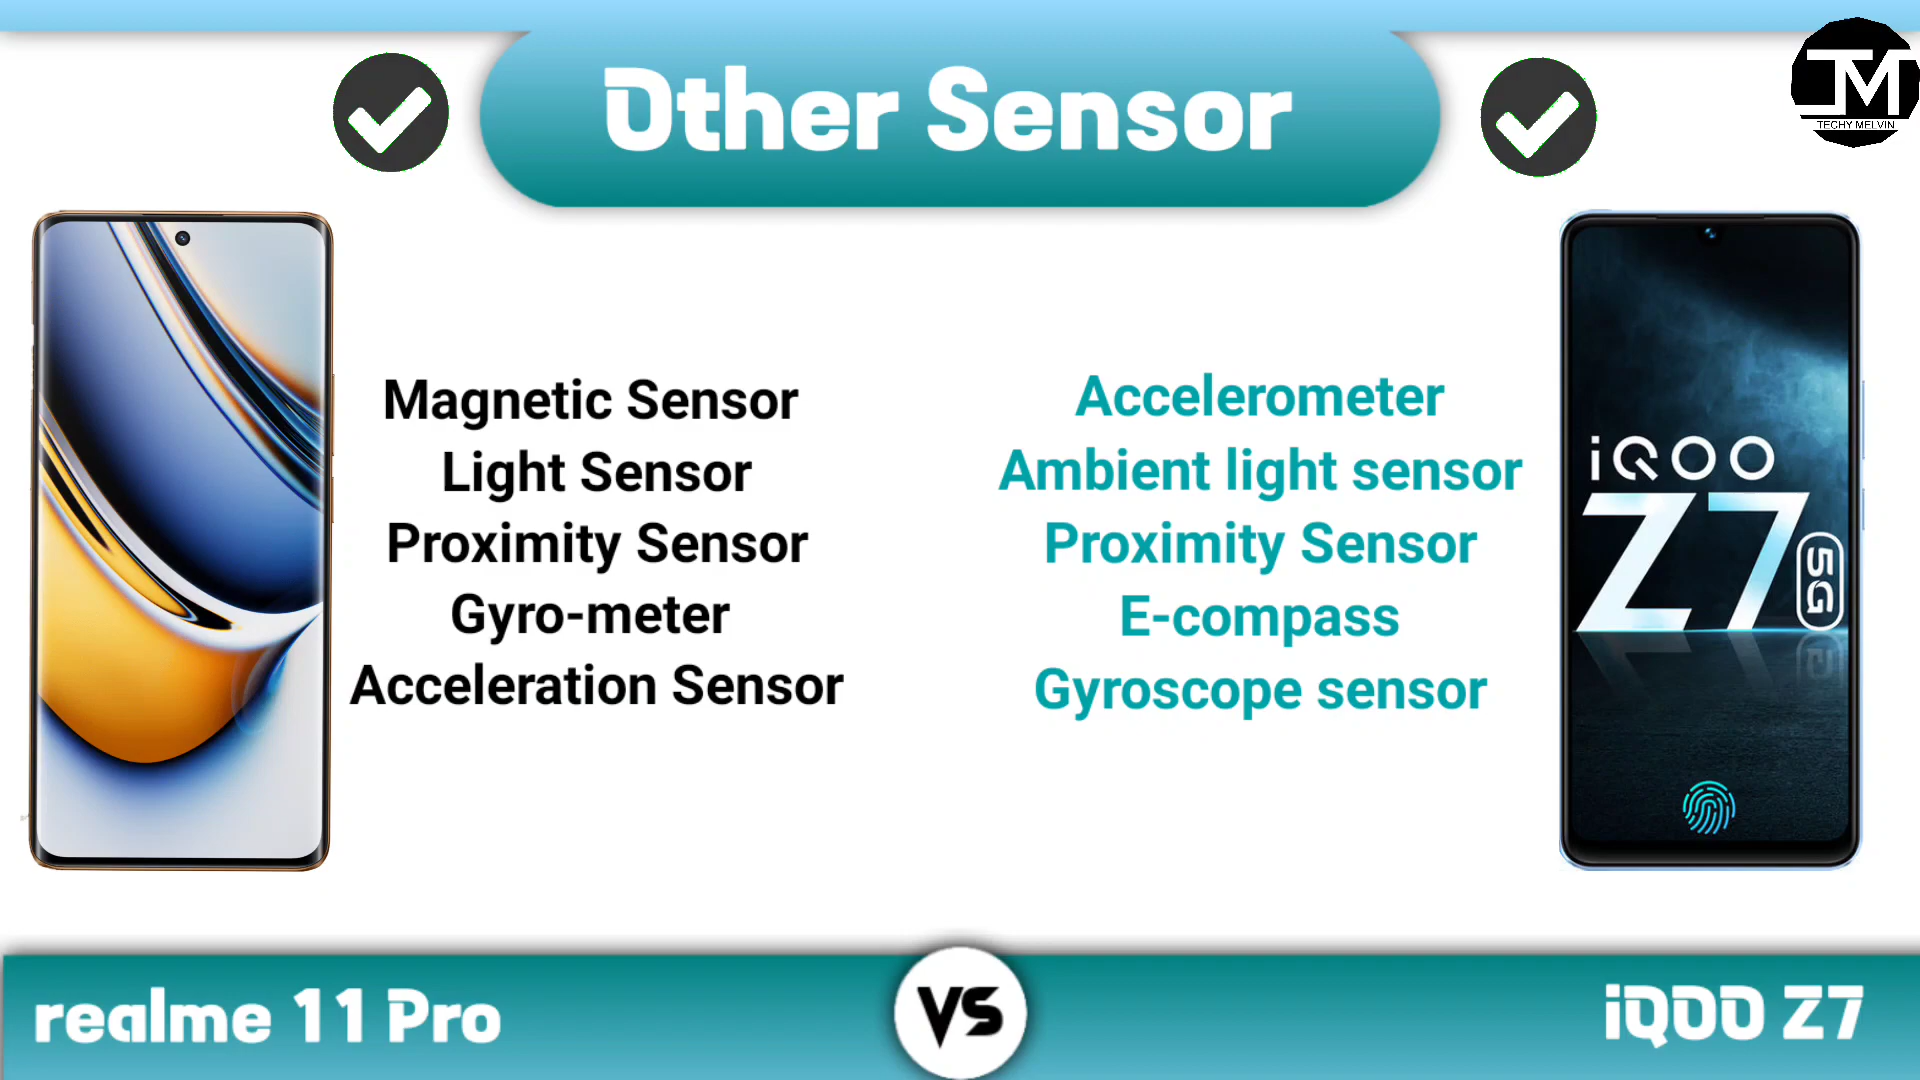 Other Sensor
TM
TECHY MELVIN
Magnetic Sensor
Light Sensor
Proximity Sensor
Gyro-meter
Acceleration Sensor
Accelerometer
Ambient light sensor
Proximity Sensor
E-compass
Gyroscope sensor
iQOO
Z7
5G
realme 11 Pro
VS
iQOO Z7